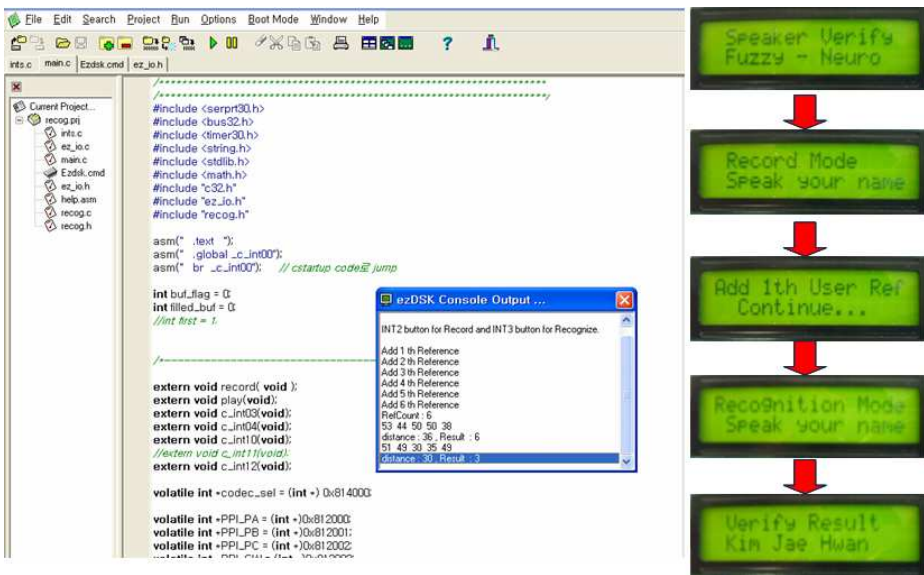 File Edit Search Project Run Options Boot Mode Window Help
ints.c main.c Ezdsk.cmd ez_io.h
Current Project...
recog.prj
ints.c
ez_io.c
main.c
Ezdsk.cmd
ez_io.h
help.asm
recog.c
recog.h
#include <serprt30.h>
#include <bus32.h>
#include <timer30.h>
#include <string.h>
#include <stdlib.h>
#include <math.h>
#include "c32.h"
#include "ez_io.h"
#include "recog.h"
asm(" .text ");
asm(" .global _c_int00");
asm(" br _c_int00"); // cstartup code로 jump
int buf_flag = 0;
int filled_buf = 0;
//int first = 1;
extern void record( void );
extern void play(void);
extern void c_int03(void);
extern void c_int04(void);
extern void c_int10(void);
//extern void c_int11(void);
extern void c_int12(void);
volatile int *codec_sel = (int *) 0x814000;
volatile int *PPI_PA = (int *)0x812000;
volatile int *PPI_PB = (int *)0x812001;
volatile int *PPI_PC = (int *)0x812002;
ezDSK Console Output ...
INT2 button for Record and INT3 button for Recognize.
Add 1 th Reference
Add 2 th Reference
Add 3 th Reference
Add 4 th Reference
Add 5 th Reference
Add 6 th Reference
RefCount : 6
53 44 50 50 38
distance : 36 , Result : 6
51 49 30 35 49
distance : 30 , Result : 3
Speaker Verify
Fuzzy - Neuro
Record Mode
Speak your name
Add 1th User Ref
Continue...
Recognition Mode
Speak your name
Verify Result
Kim Jae Hwan